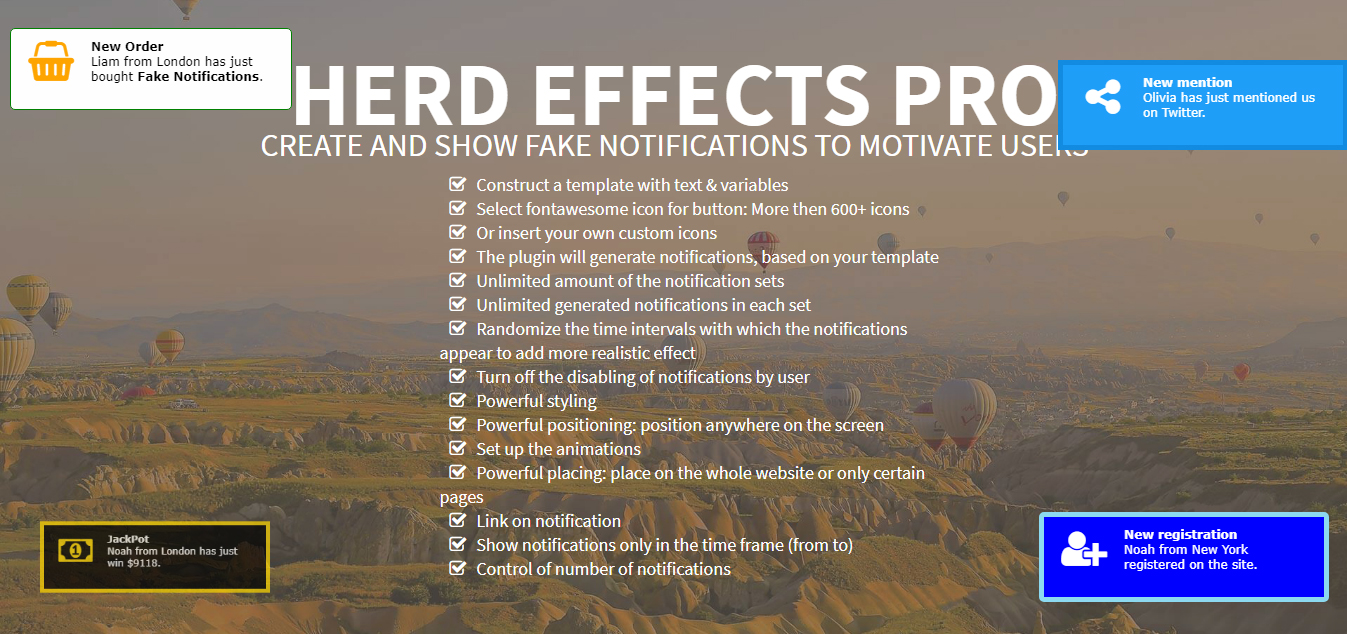 New Order
Liam from London has just
bought Fake Notifications.
HERD EFFECTS PRO
New mention
Olivia has just mentioned us
on Twitter.
CREATE AND SHOW FAKE NOTIFICATIONS TO MOTIVATE USERS
Construct a template with text & variables
Select fontawesome icon for button: More then 600+ icons
Or insert your own custom icons
The plugin will generate notifications, based on your template
Unlimited amount of the notification sets
Unlimited generated notifications in each set
Randomize the time intervals with which the notifications
appear to add more realistic effect
Turn off the disabling of notifications by user
Powerful styling
Powerful positioning: position anywhere on the screen
Set up the animations
Powerful placing: place on the whole website or only certain
pages
Link on notification
Show notifications only in the time frame (from to)
Control of number of notifications
JackPot
Noah from London has just
win $9118.
New registration
Noah from New York
registered on the site.